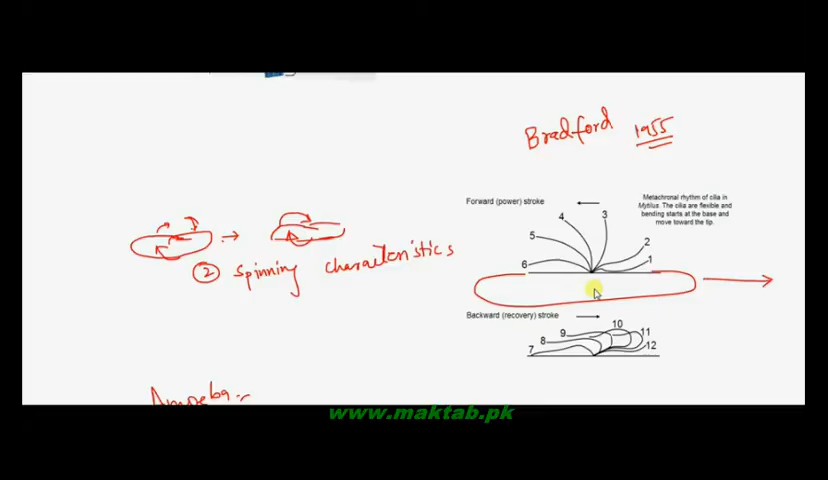 Bradford 1955
Forward (power) stroke
Metachronal rhythm of cilia in
Mytilus. The cilia are flexible and
bending starts at the base and
move toward the tip.
4
3
5
2
6
1
② Spinning characteristics
Backward (recovery) stroke
10
9
11
8
12
7
Amoeba
www.maktab.pk